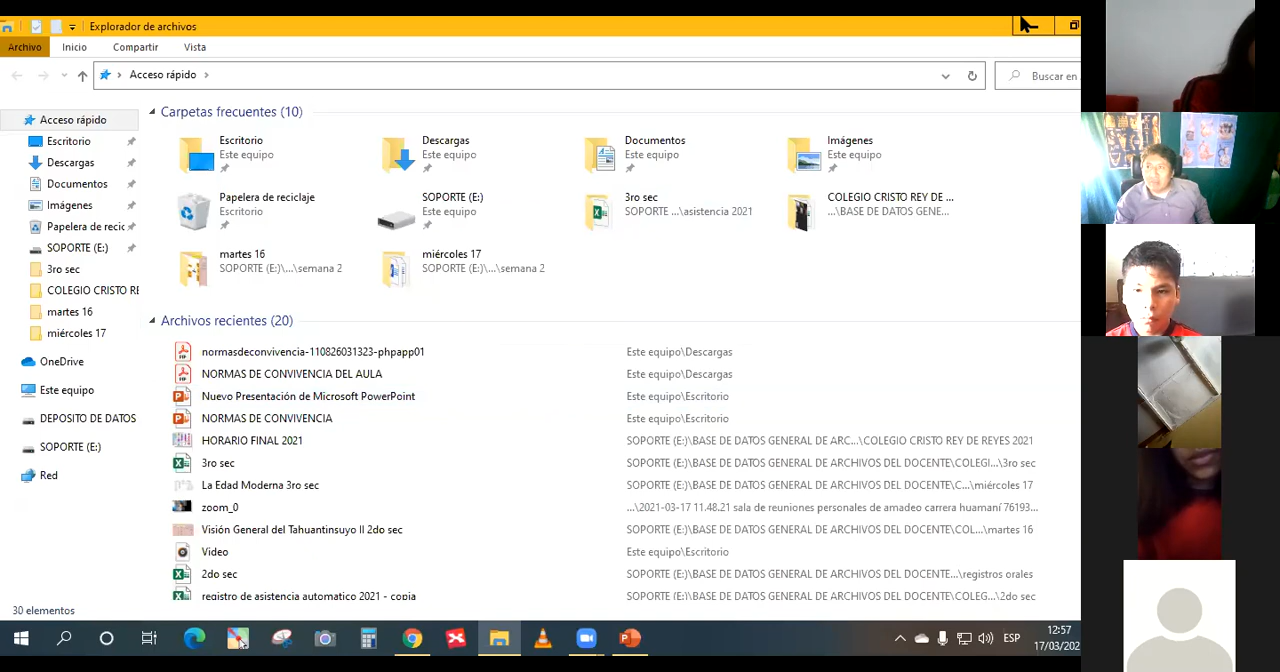 Explorador de archivos
Archivo Inicio Compartir Vista
Acceso rápido
Buscar en
Acceso rápido
Escritorio
Descargas
Documentos
Imágenes
Papelera de recic
SOPORTE (E:)
3ro sec
COLEGIO CRISTO RE
martes 16
miércoles 17
OneDrive
Este equipo
DEPOSITO DE DATOS
SOPORTE (E:)
Red
Carpetas frecuentes (10)
Escritorio
Este equipo
Descargas
Este equipo
Documentos
Este equipo
Imágenes
Este equipo
Papelera de reciclaje
Escritorio
SOPORTE (E:)
Este equipo
3ro sec
SOPORTE ...\asistencia 2021
COLEGIO CRISTO REY DE ...
...\BASE DE DATOS GENE...
martes 16
SOPORTE (E:)\...\semana 2
miércoles 17
SOPORTE (E:)\...\semana 2
Archivos recientes (20)
normasdeconvivencia-110826031323-phpapp01 Este equipo\Descargas
NORMAS DE CONVIVENCIA DEL AULA Este equipo\Descargas
Nuevo Presentación de Microsoft PowerPoint Este equipo\Escritorio
NORMAS DE CONVIVENCIA Este equipo\Escritorio
HORARIO FINAL 2021 SOPORTE (E:)\BASE DE DATOS GENERAL DE ARC...\COLEGIO CRISTO REY DE REYES 2021
3ro sec SOPORTE (E:)\BASE DE DATOS GENERAL DE ARCHIVOS DEL DOCENTE\COLEGI...\3ro sec
La Edad Moderna 3ro sec SOPORTE (E:)\BASE DE DATOS GENERAL DE ARCHIVOS DEL DOCENTE\C...\miércoles 17
zoom_0 ...\2021-03-17 11.48.21 sala de reuniones personales de amadeo carrera huamaní 76193...
Visión General del Tahuantinsuyo II 2do sec SOPORTE (E:)\BASE DE DATOS GENERAL DE ARCHIVOS DEL DOCENTE\COL...\martes 16
Video Este equipo\Escritorio
2do sec SOPORTE (E:)\BASE DE DATOS GENERAL DE ARCHIVOS DEL DOCENTE...\registros orales
registro de asistencia automatico 2021 - copia SOPORTE (E:)\BASE DE DATOS GENERAL DE ARCHIVOS DEL DOCENTE\COLEG...\2do sec
30 elementos
ESP
12:57
17/03/202